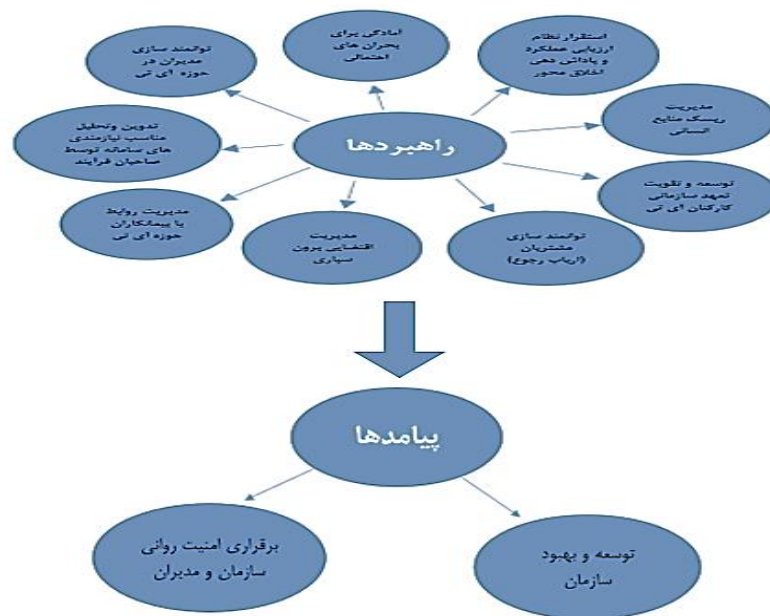 آمادگی برای
بحران های
احتمالی
استقرار نظام
ارزیابی عملکرد
و پاداش دهی
اخلاق محور
توانمند سازی
مدیران در
حوزه ای تی
مدیریت
ریسک منابع
انسانی
راهبردها
تدوین وتحلیل
مناسب نیازمندی
های سامانه توسط
صاحبان فرایند
توسعه و تقویت
تعهد سازمانی
کارکنان ای تی
مدیریت روابط
با پیمانکاران
حوزه ای تی
توانمند سازی
مشتریان
(ارباب رجوع)
مدیریت
اقتضایی برون
سپاری
پیامدها
برقراری امنیت روانی
سازمان و مدیران
توسعه و بهبود
سازمان